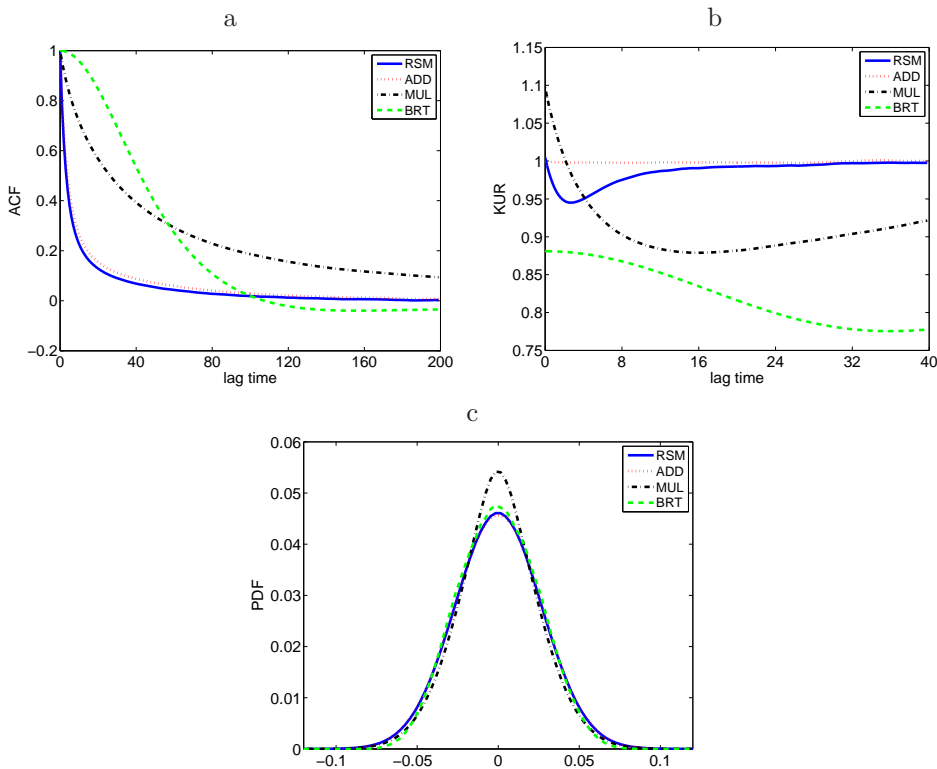 a
1
0.8
0.6
0.4
0.2
0
−0.2
0
40
80
120
160
200
ACF
lag time
RSM
ADD
MUL
BRT
b
1.15
1.1
1.05
1
0.95
0.9
0.85
0.8
0.75
0
8
16
24
32
40
KUR
lag time
RSM
ADD
MUL
BRT
c
0.06
0.05
0.04
0.03
0.02
0.01
0
−0.1
−0.05
0
0.05
0.1
PDF
RSM
ADD
MUL
BRT